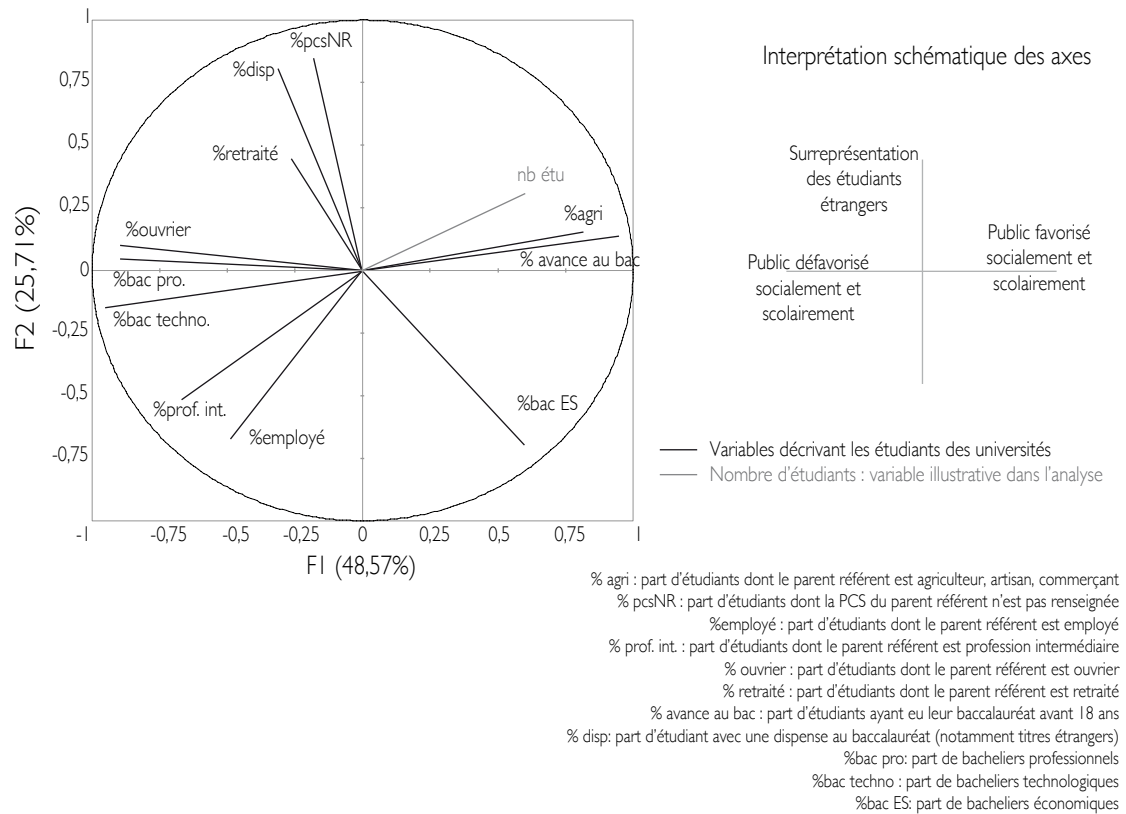 1
0,75
0,5
0,25
0
-0,25
-0,5
-0,75
F2 (25,71%)
%pcsNR
%disp
%retraité
nb étu
%agri
%ouvrier
% avance au bac
%bac pro.
%bac techno.
%prof. int.
%employé
%bac ES
-1
-0,75
-0,5
-0,25
0
0,25
0,75
1
F1 (48,57%)
Interprétation schématique des axes
Surreprésentation
des étudiants
étrangers
Public défavorisé
socialement et
scolairement
Public favorisé
socialement et
scolairement
Variables décrivant les étudiants des universités
Nombre d'étudiants : variable illustrative dans l'analyse
% agri : part d'étudiants dont le parent référent est agriculteur, artisan, commerçant
% pcsNR : part d'étudiants dont la PCS du parent référent n'est pas renseignée
%employé : part d'étudiants dont le parent référent est employé
% prof. int. : part d'étudiants dont le parent référent est profession intermédiaire
% ouvrier : part d'étudiants dont le parent référent est ouvrier
% retraité : part d'étudiants dont le parent référent est retraité
% avance au bac : part d'étudiants ayant eu leur baccalauréat avant 18 ans
% disp: part d'étudiant avec une dispense au baccalauréat (notamment titres étrangers)
%bac pro: part de bacheliers professionnels
%bac techno : part de bacheliers technologiques
%bac ES: part de bacheliers économiques